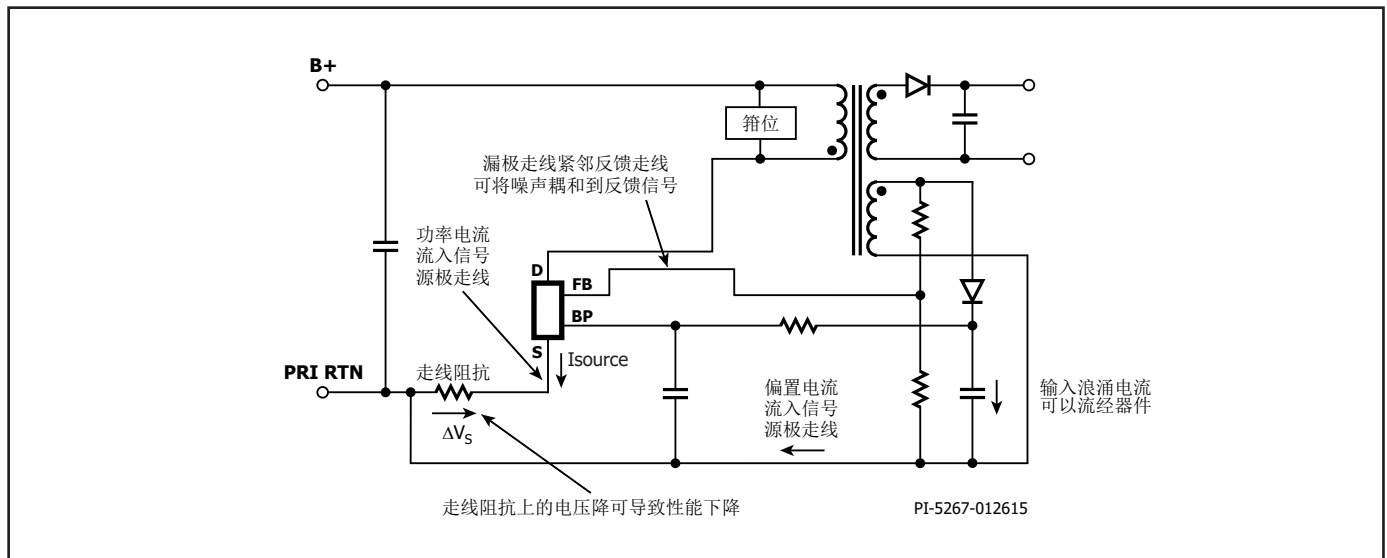 B+
箝位
漏极走线紧邻反馈走线
可将噪声耦和到反馈信号
功率电流
流入信号
源极走线
D
FB
BP
S
Isource
PRI RTN
走线阻抗
ΔVS
偏置电流
流入信号
源极走线
输入浪涌电流
可以流经器件
走线阻抗上的电压降可导致性能下降
PI-5267-012615